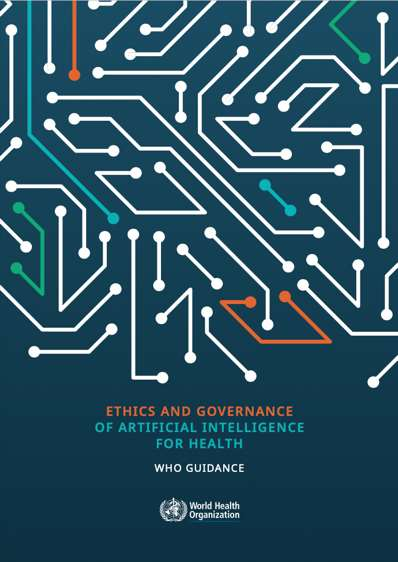 ETHICS AND GOVERNANCE
OF ARTIFICIAL INTELLIGENCE
FOR HEALTH
WHO GUIDANCE
World Health
Organization